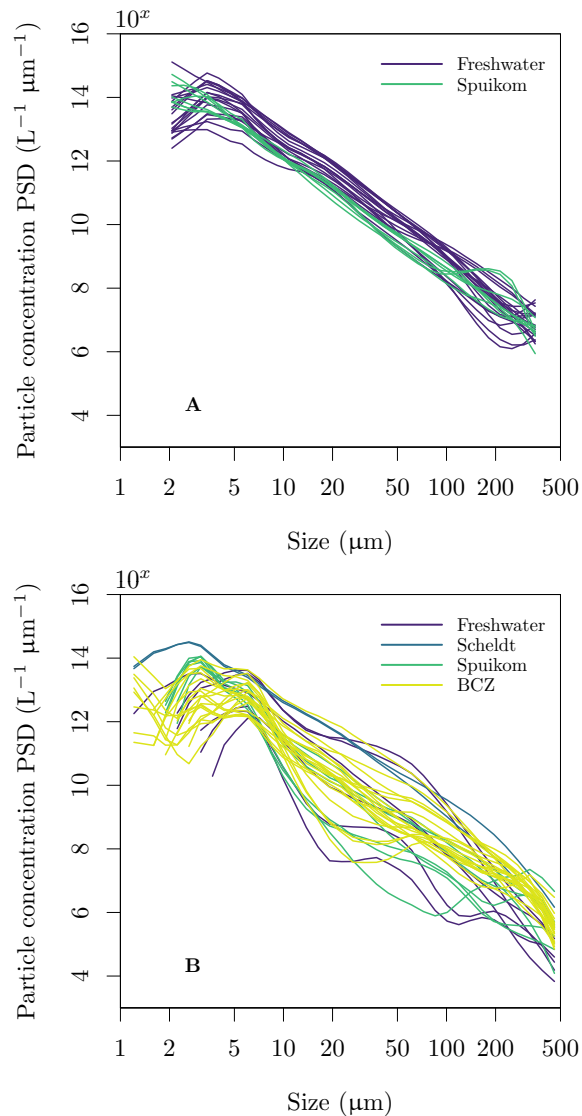 10ˣ
Particle concentration PSD (L⁻¹ μm⁻¹)
16
14
12
10
8
6
4
Freshwater
Spuikom
A
1 2 5 10 20 50 100 200 500
Size (μm)
10ˣ
Particle concentration PSD (L⁻¹ μm⁻¹)
16
14
12
10
8
6
4
Freshwater
Scheldt
Spuikom
BCZ
B
1 2 5 10 20 50 100 200 500
Size (μm)